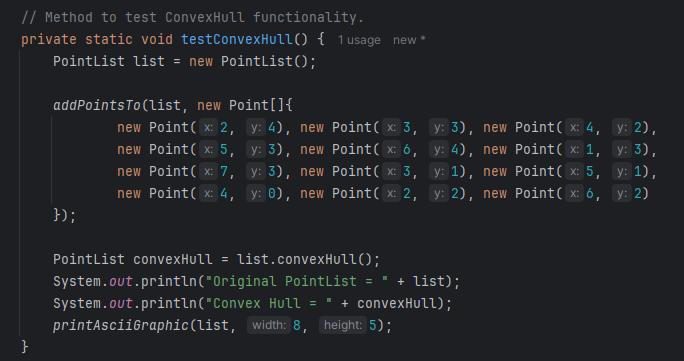 // Method to test ConvexHull functionality.
private static void testConvexHull() { 1 usage new *
PointList list = new PointList();
addPointsTo(list, new Point[]{
new Point( x: 2, y: 4), new Point( x: 3, y: 3), new Point( x: 4, y: 2),
new Point( x: 5, y: 3), new Point( x: 6, y: 4), new Point( x: 1, y: 3),
new Point( x: 7, y: 3), new Point( x: 3, y: 1), new Point( x: 5, y: 1),
new Point( x: 4, y: 0), new Point( x: 2, y: 2), new Point( x: 6, y: 2)
});
PointList convexHull = list.convexHull();
System.out.println("Original PointList = " + list);
System.out.println("Convex Hull = " + convexHull);
printAsciiGraphic(list, width: 8, height: 5);
}